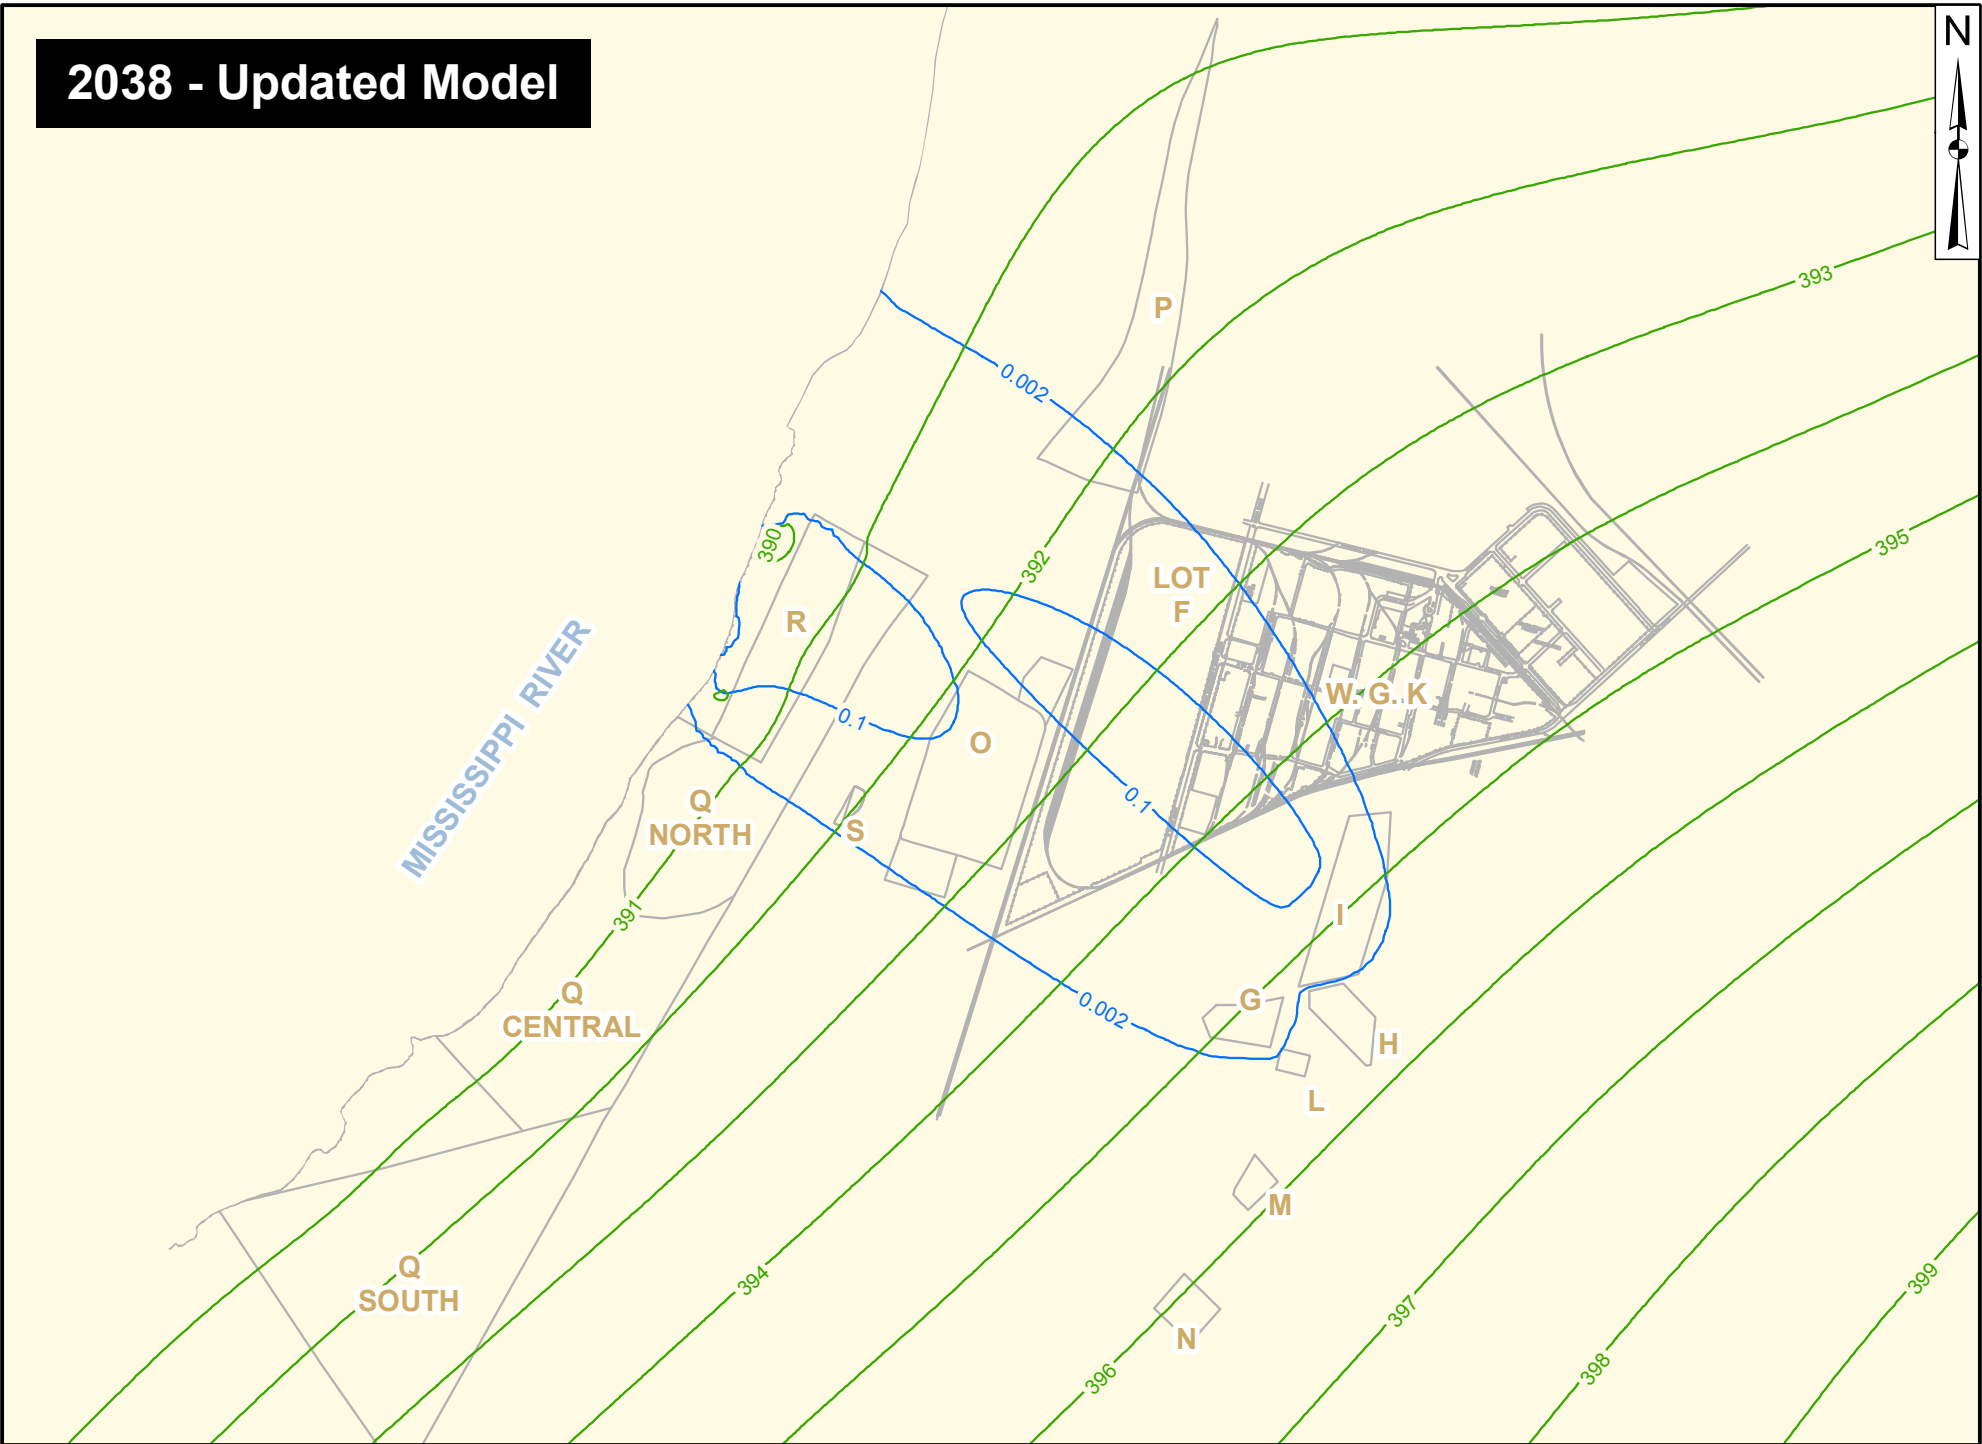 2038 - Updated Model
N
393
P
0.002
395
390
392
LOT
F
R
W. G. K
MISSISSIPPI RIVER
0.1
O
0.1
Q
NORTH
S
391
I
Q
CENTRAL
G
0.002
H
L
M
Q
SOUTH
394
399
397
N
398
396